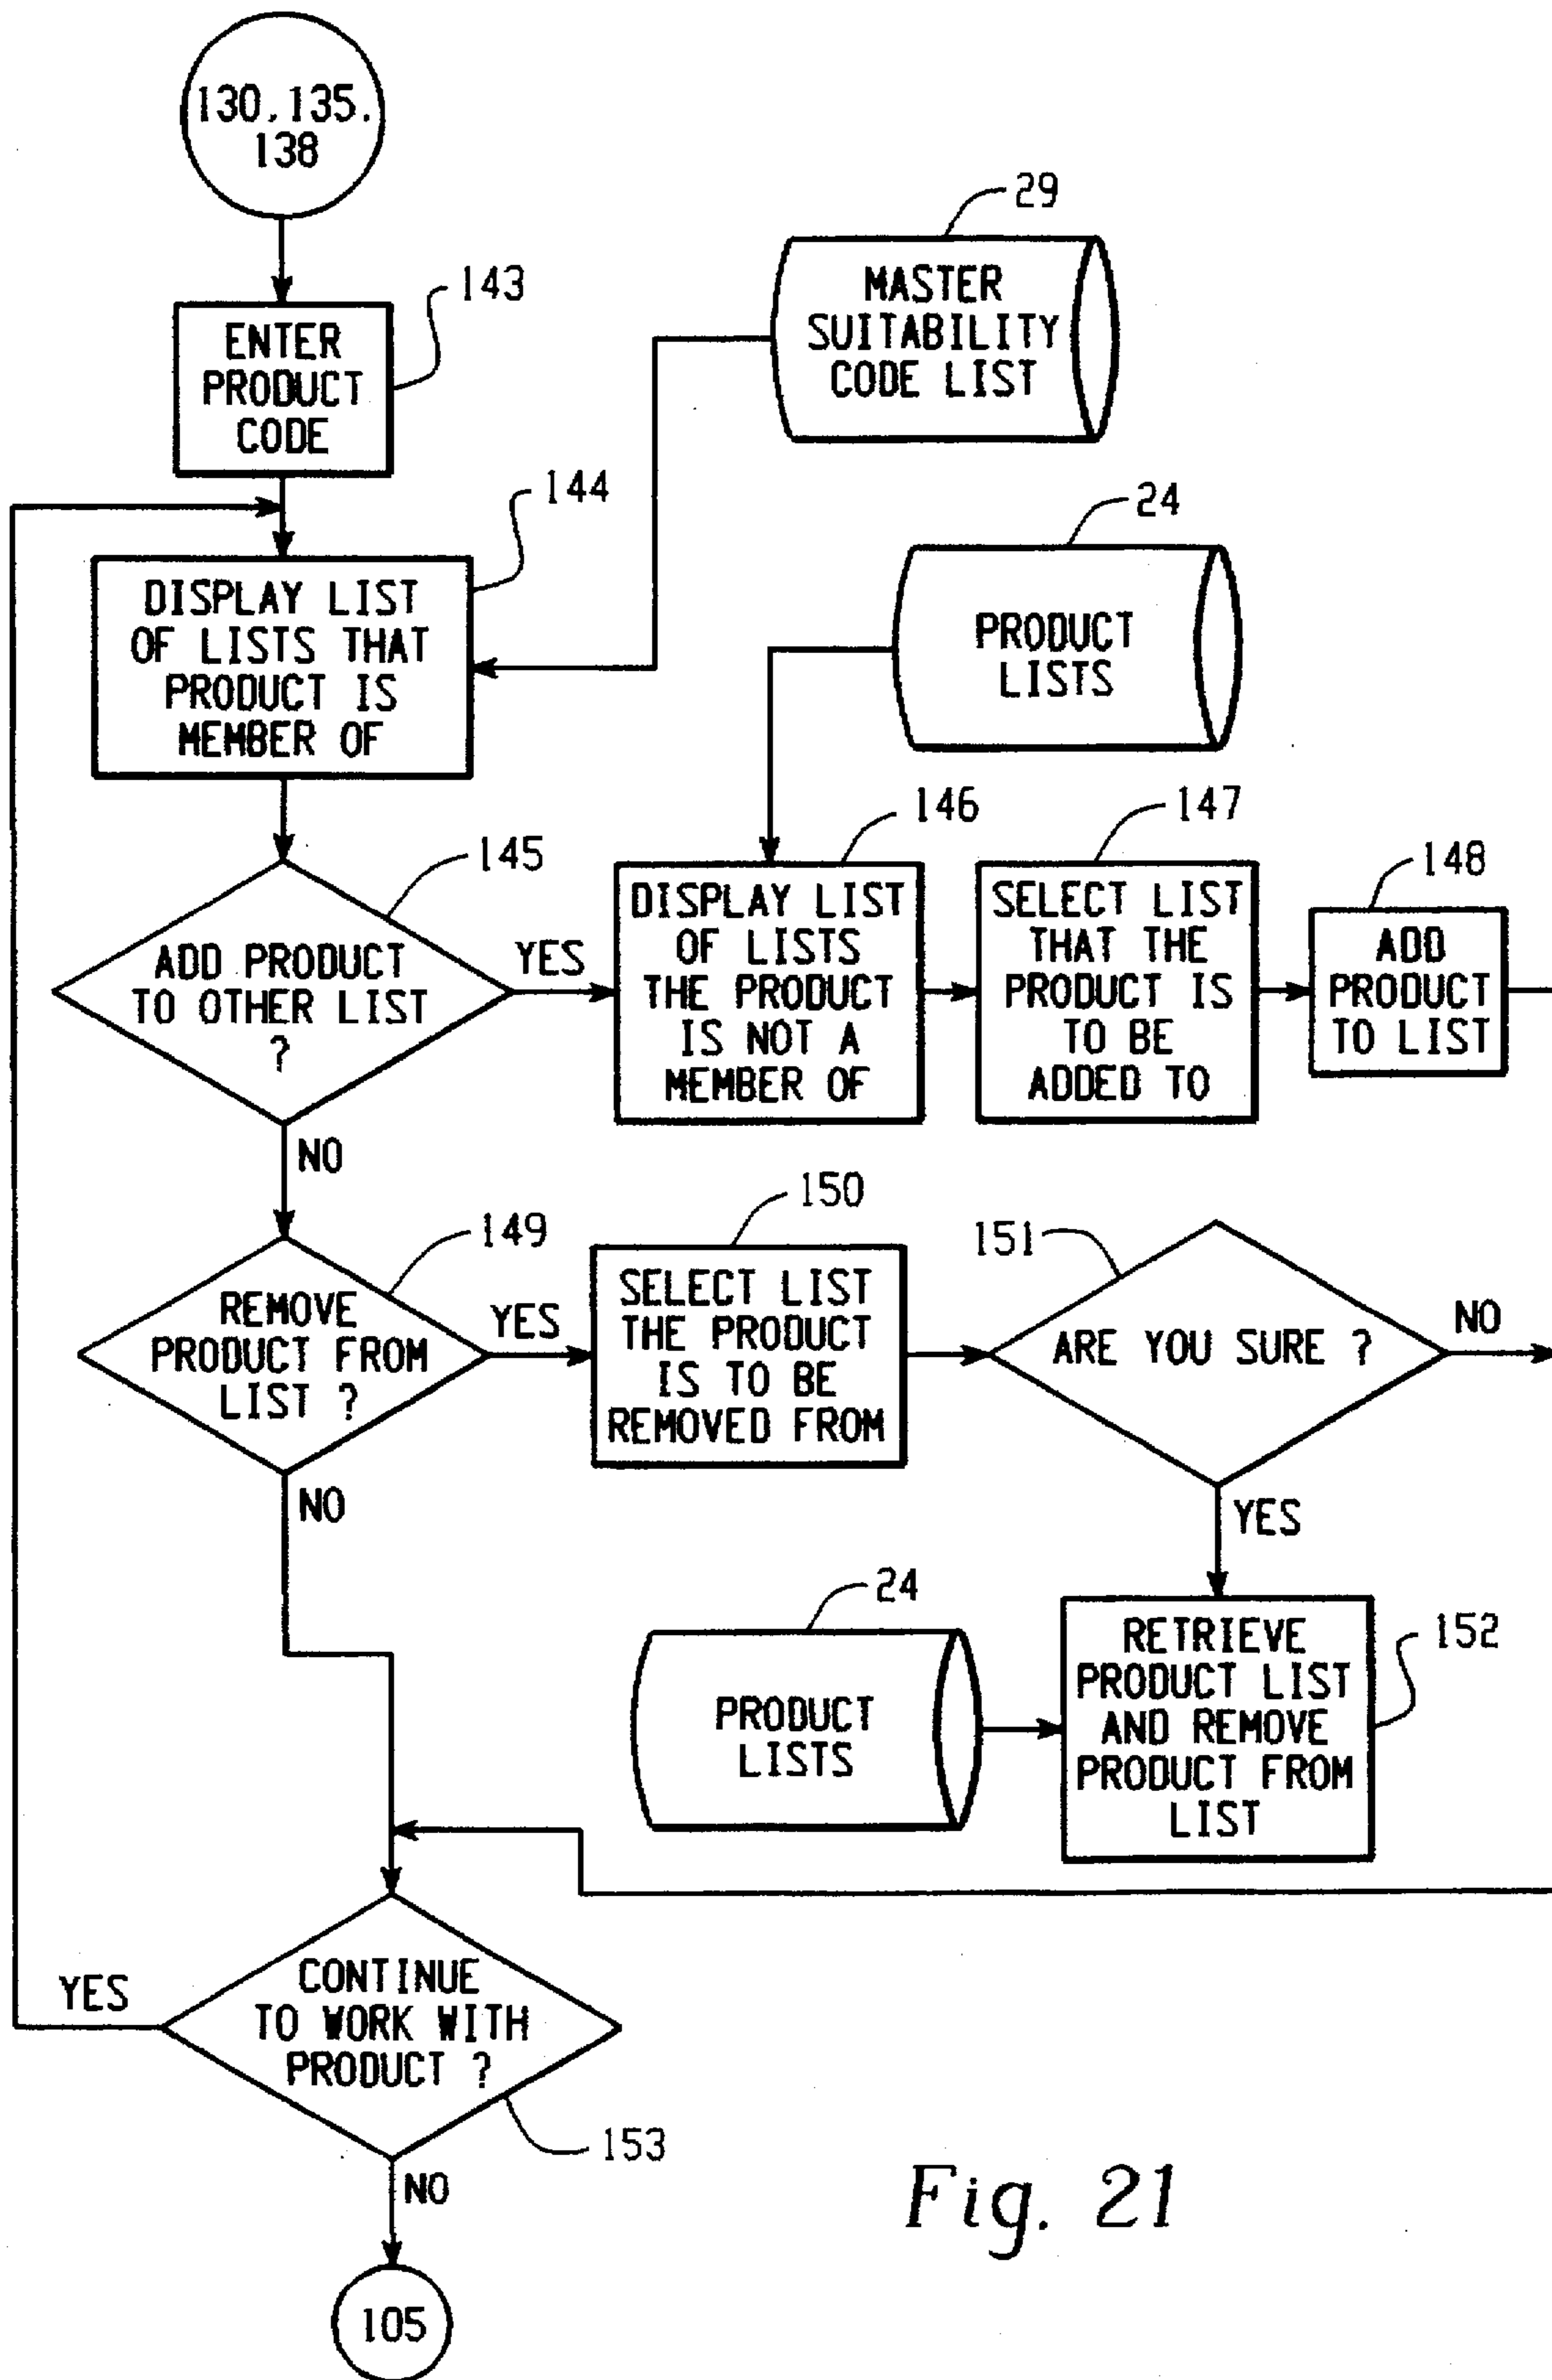 130, 135,
138
29
MASTER
SUITABILITY
CODE LIST
143
ENTER
PRODUCT
CODE
144
DISPLAY LIST
OF LISTS THAT
PRODUCT IS
MEMBER OF
24
PRODUCT
LISTS
145
ADD PRODUCT
TO OTHER LIST
?
YES
NO
146
DISPLAY LIST
OF LISTS
THE PRODUCT
IS NOT A
MEMBER OF
147
SELECT LIST
THAT THE
PRODUCT IS
TO BE
ADDED TO
148
ADD
PRODUCT
TO LIST
149
REMOVE
PRODUCT FROM
LIST ?
YES
NO
150
SELECT LIST
THE PRODUCT
IS TO BE
REMOVED FROM
151
ARE YOU SURE ?
NO
YES
24
PRODUCT
LISTS
152
RETRIEVE
PRODUCT LIST
AND REMOVE
PRODUCT FROM
LIST
YES
CONTINUE
TO WORK WITH
PRODUCT ?
153
NO
105
Fig. 21